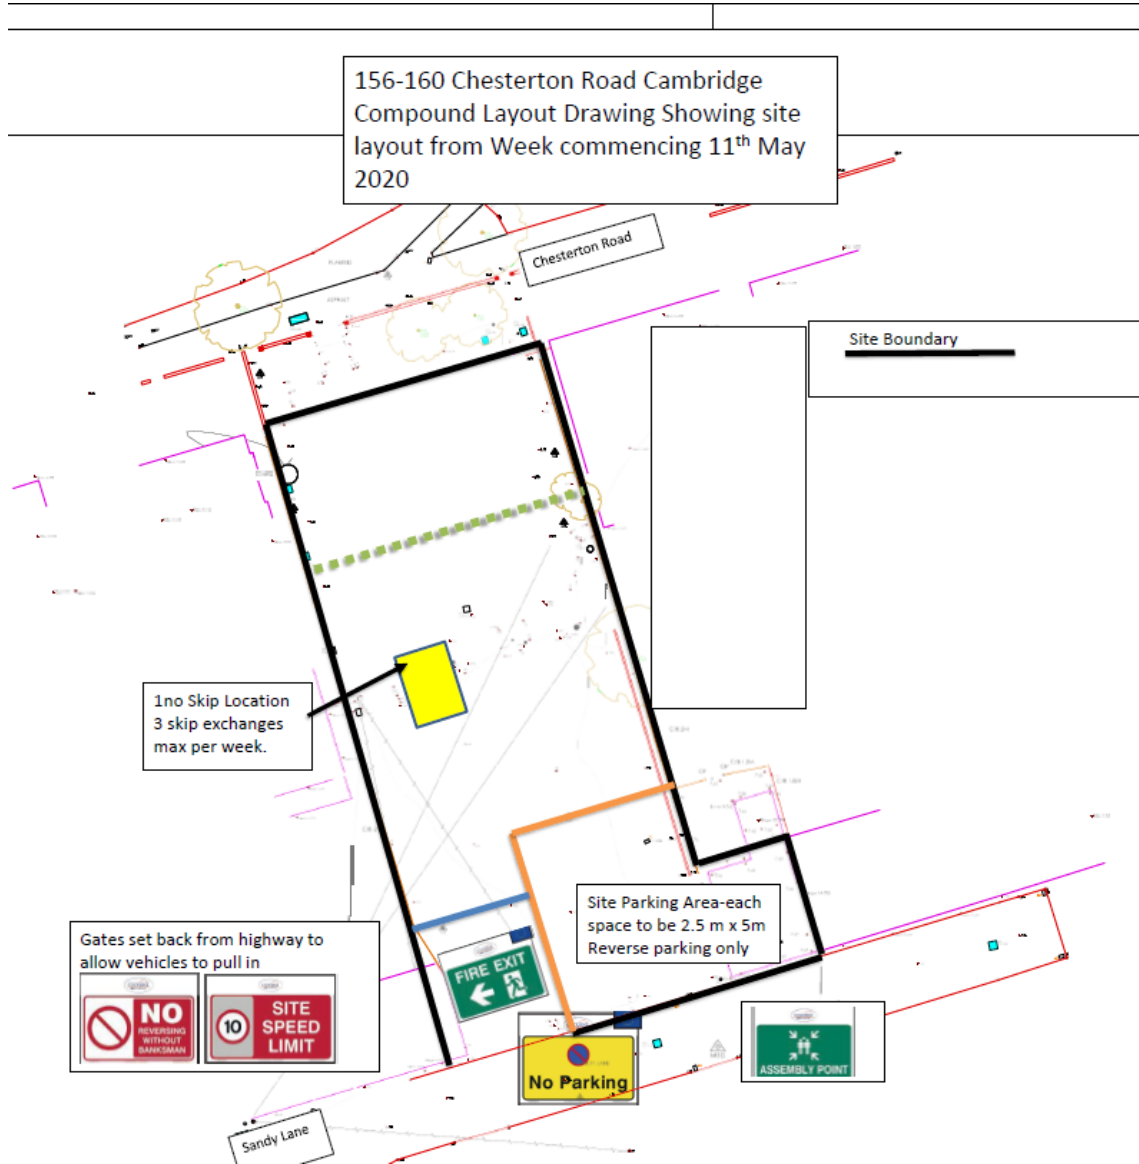 156-160 Chesterton Road Cambridge
Compound Layout Drawing Showing site
layout from Week commencing 11th May
2020
Chesterton Road
Site Boundary
1no Skip Location
3 skip exchanges
max per week.
Site Parking Area-each
space to be 2.5 m x 5m
Reverse parking only
Gates set back from highway to
allow vehicles to pull in
NO
REVERSING
WITHOUT
BANKSMAN
10
SITE
SPEED
LIMIT
FIRE EXIT
No Parking
ASSEMBLY POINT
Sandy Lane